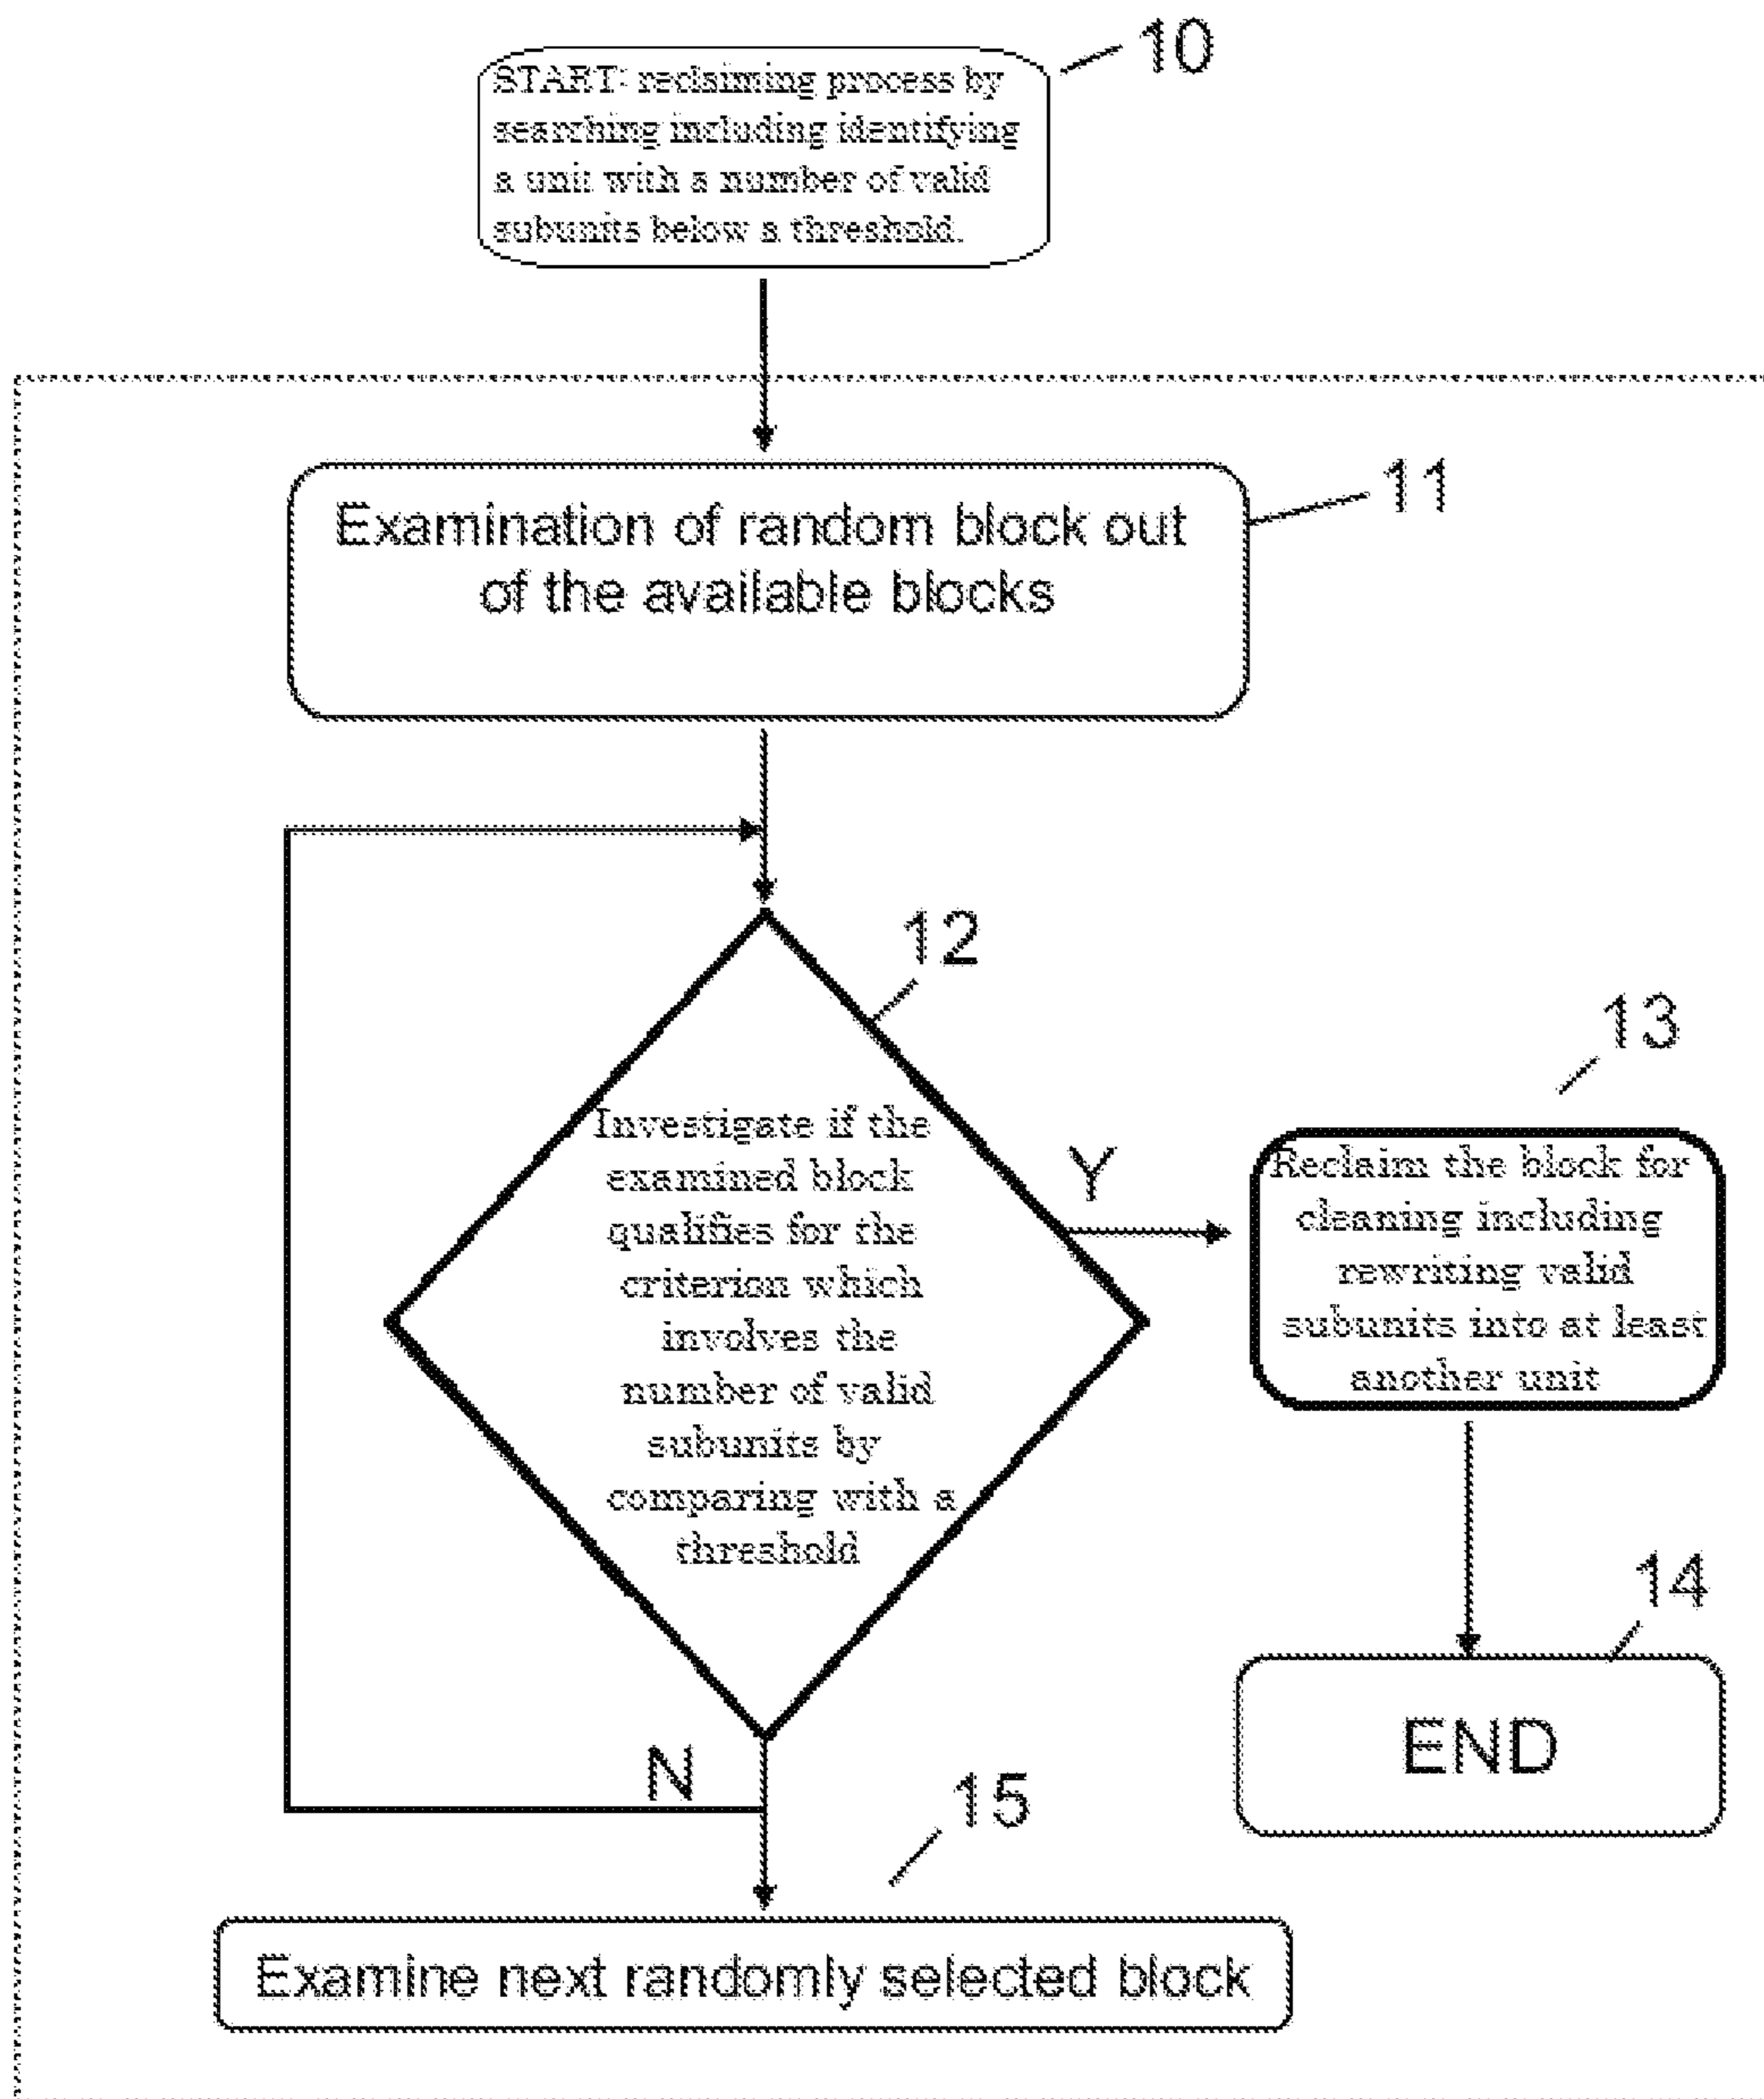 10
START: reclaiming process by
searching including identifying
a unit with a number of valid
subunits below a threshold.
11
Examination of random block out
of the available blocks
12
Investigate if the
examined block
qualifies for the
criterion which
involves the
number of valid
subunits by
comparing with a
threshold
Y
13
Reclaim the block for
cleaning including
rewriting valid
subunits into at least
another unit
14
END
N
15
Examine next randomly selected block